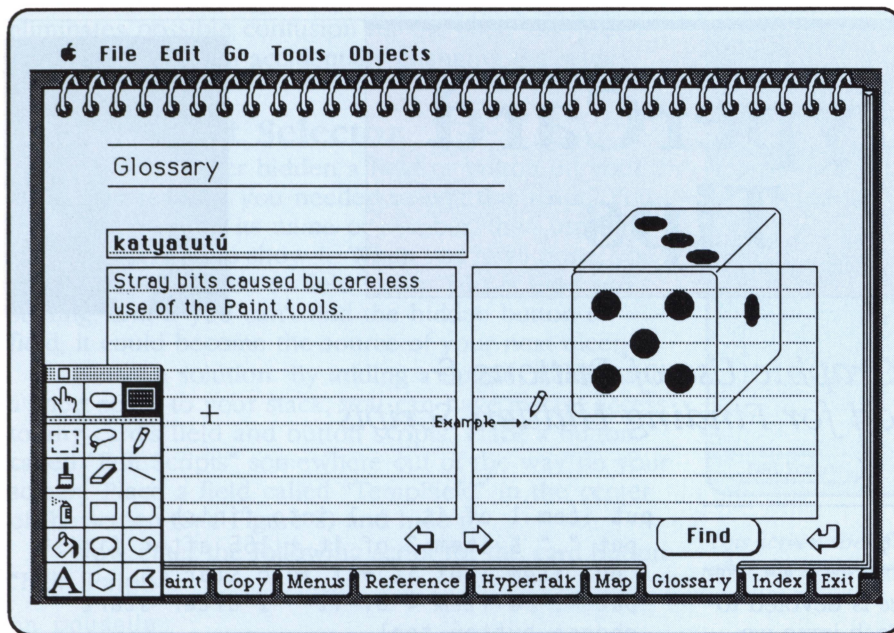 File Edit Go Tools Objects
Glossary
katyatutú
Stray bits caused by careless
use of the Paint tools.
Example
A
Find
aint Copy Menus Reference HyperTalk Map Glossary Index Exit